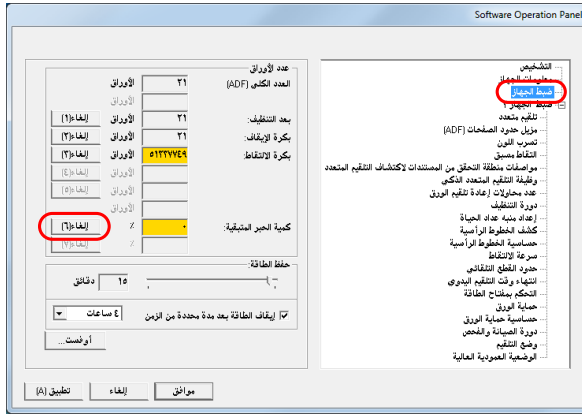 Software Operation Panel
التشخيص
معلومات الجهاز
ضبط الجهاز
ضبط الجهاز ٢
تلقيم متعدد
مزيل حدود الصفحات (ADF)
تسرب اللون
التقاط مسبق
مواصفات منطقة التحقق من المستندات لاكتشاف التلقيم المتعدد
وظيفة التلقيم المتعدد الذكي
عدد محاولات إعادة تلقيم الورق
دورة التنظيف
إعداد منبه عداد الحياة
كشف الخطوط الرأسية
حساسية الخطوط الرأسية
سرعة الالتقاط
حدود القطع التلقائي
انتهاء وقت التلقيم اليدوي
التحكم بمفتاح الطاقة
حماية الورق
حساسية حماية الورق
دورة الصيانة والفحص
وضع التلقيم
الوضعية العمودية العالية
عدد الأوراق
العدد الكلي (ADF) ٢١ الأوراق
الأوراق
بعد التنظيف: ٢١ الأوراق إلغاء(١)
بكرة الإيقاف: ٢١ الأوراق إلغاء(٢)
بكرة الالتقاط: ٥١٣٣٧٧٤٩ الأوراق إلغاء(٣)
الأوراق إلغاء(٤)
الأوراق إلغاء(٥)
الأوراق
كمية الحبر المتبقية: ٠ ٪ إلغاء(٦)
٪ إلغاء(٧)
حفظ الطاقة:
١٥ دقائق
إيقاف الطاقة بعد مدة محددة من الزمن ٤ ساعات
أوفست...
موافق إلغاء تطبيق (A)